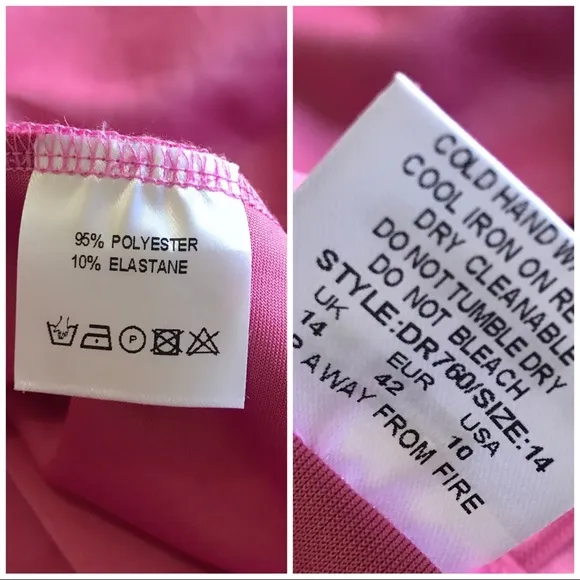 95% POLYESTER
10% ELASTANE
P
COLD HAND
COOL IRON ON
DRY CLEANABLE
DO NOT TUMBLE DRY
DO NOT BLEACH
STYLE:DR760/SIZE:14
UK EUR USA
14 42 10
AWAY FROM FIRE